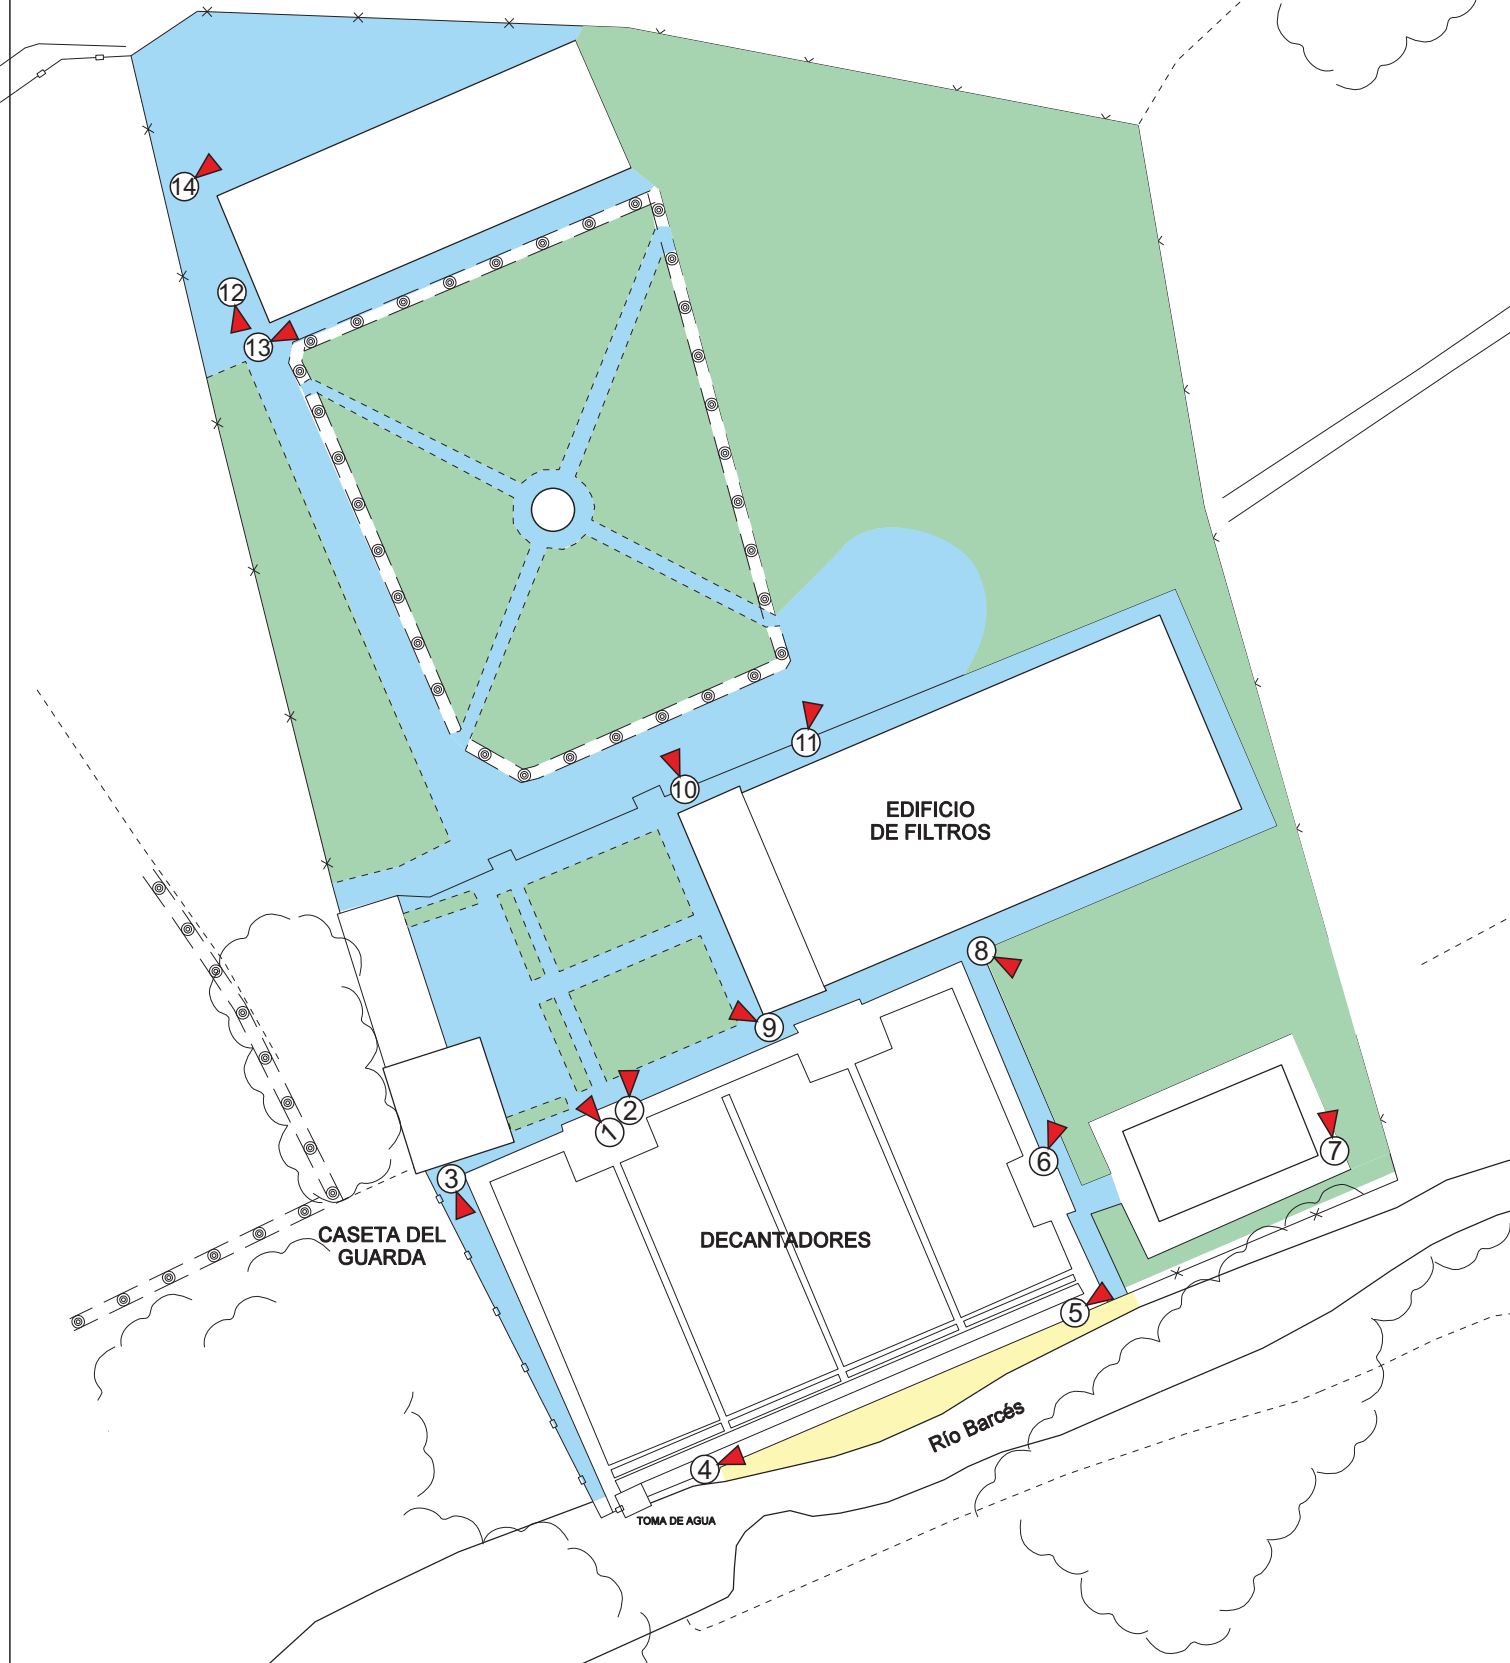 14
12
13
11
10
EDIFICIO
DE FILTROS
8
9
2
1
7
6
3
CASETA DEL
GUARDA
DECANTADORES
5
Río Barcés
4
TOMA DE AGUA